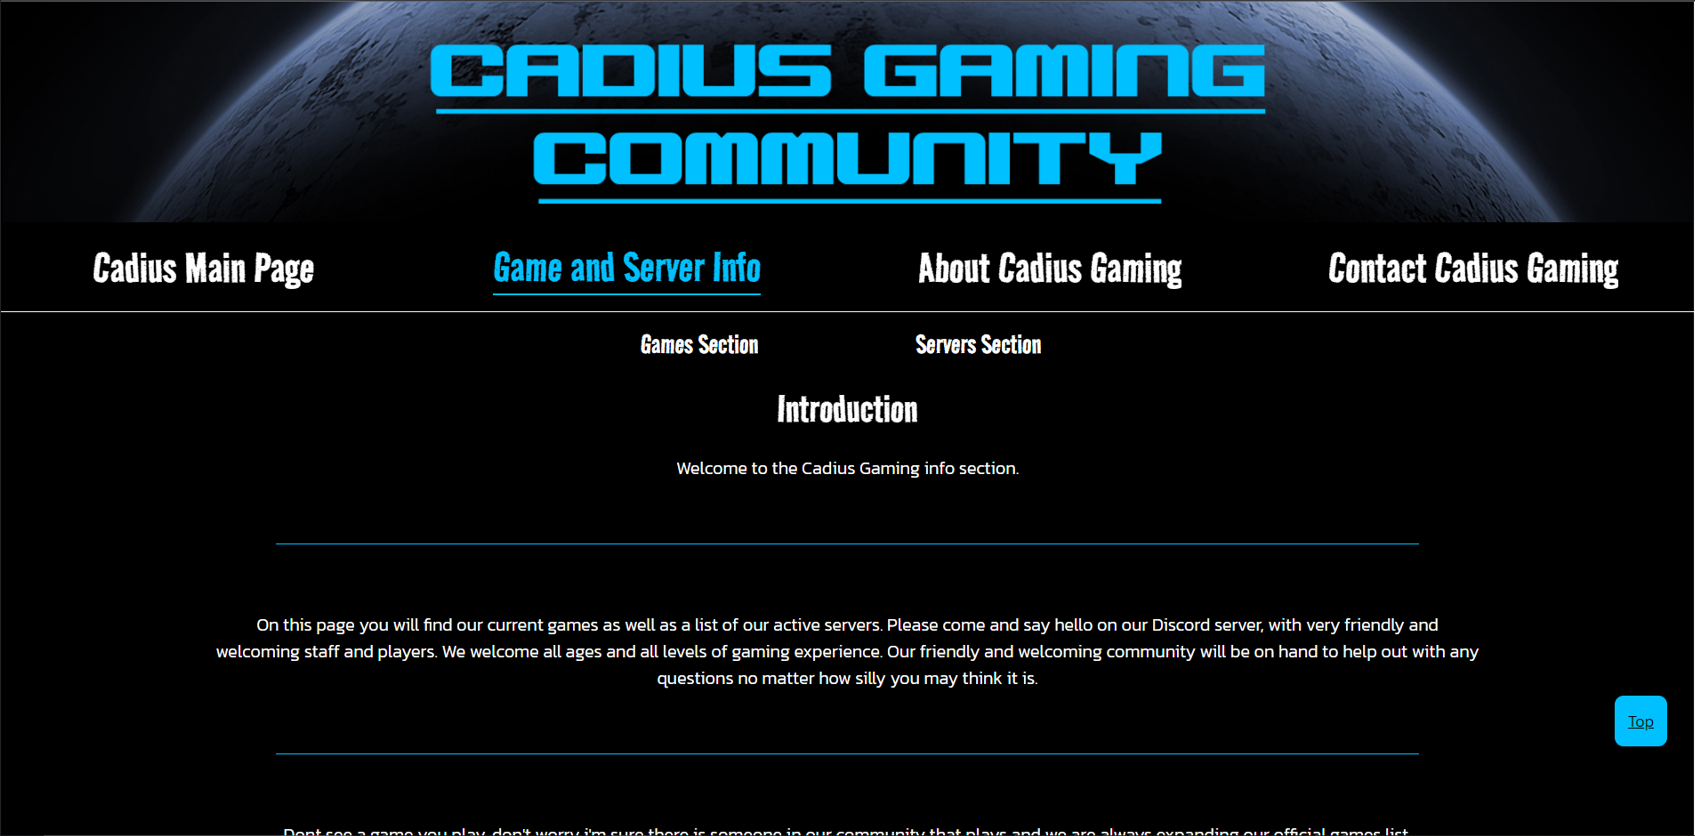 CADIUS GAMING
COMMUNITY
Cadius Main Page
Game and Server Info
About Cadius Gaming
Contact Cadius Gaming
Games Section
Servers Section
Introduction
Welcome to the Cadius Gaming info section.
On this page you will find our current games as well as a list of our active servers. Please come and say hello on our Discord server, with very friendly and
welcoming staff and players. We welcome all ages and all levels of gaming experience. Our friendly and welcoming community will be on hand to help out with any
questions no matter how silly you may think it is.
Top
Dont see a game you play, don't worry i'm sure there is someone in our community that plays and we are always expanding our official games list.